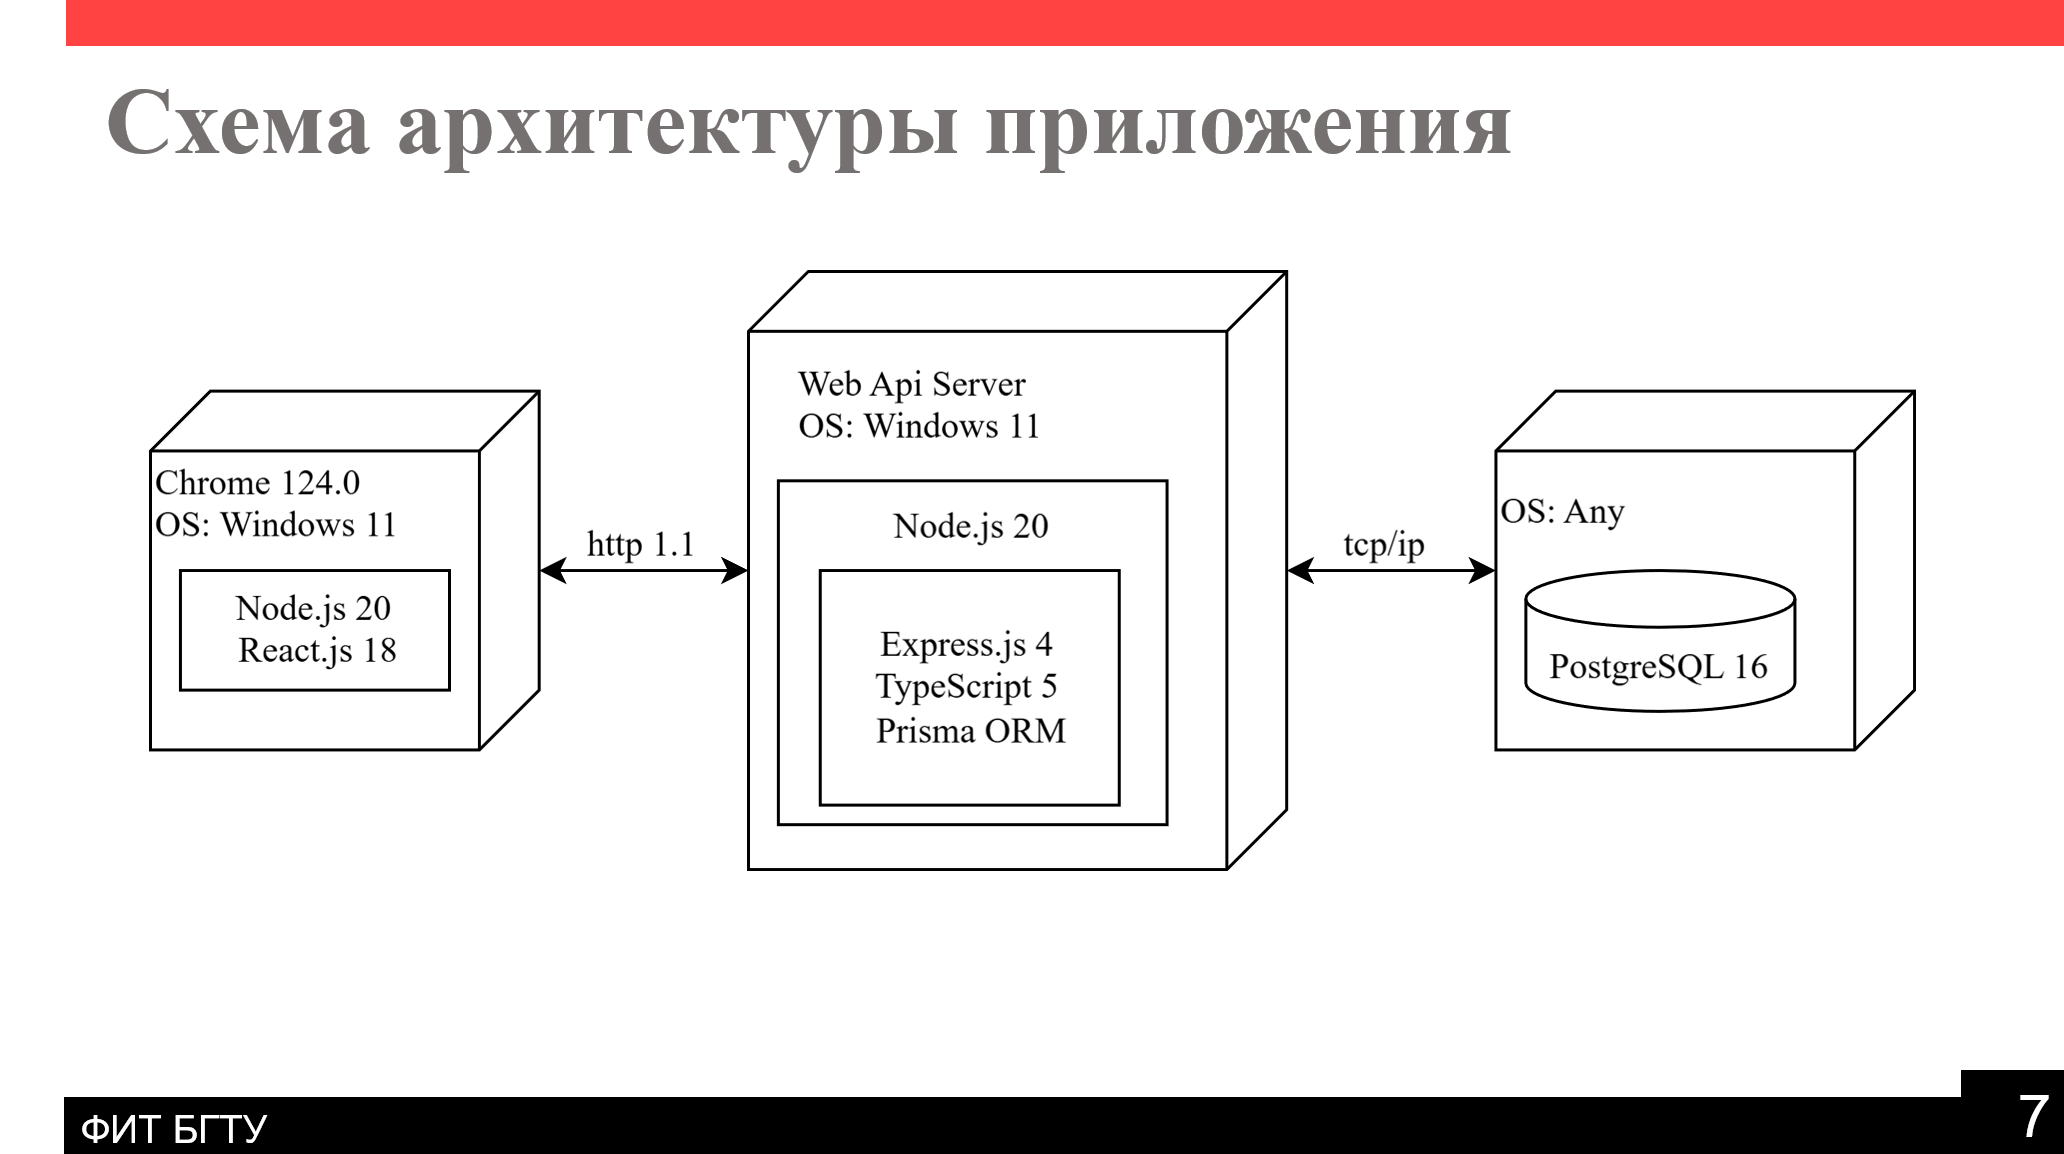 Схема архитектуры приложения
Chrome 124.0
OS: Windows 11
Node.js 20
React.js 18
http 1.1
Web Api Server
OS: Windows 11
Node.js 20
Express.js 4
TypeScript 5
Prisma ORM
tcp/ip
OS: Any
PostgreSQL 16
ФИТ БГТУ
7